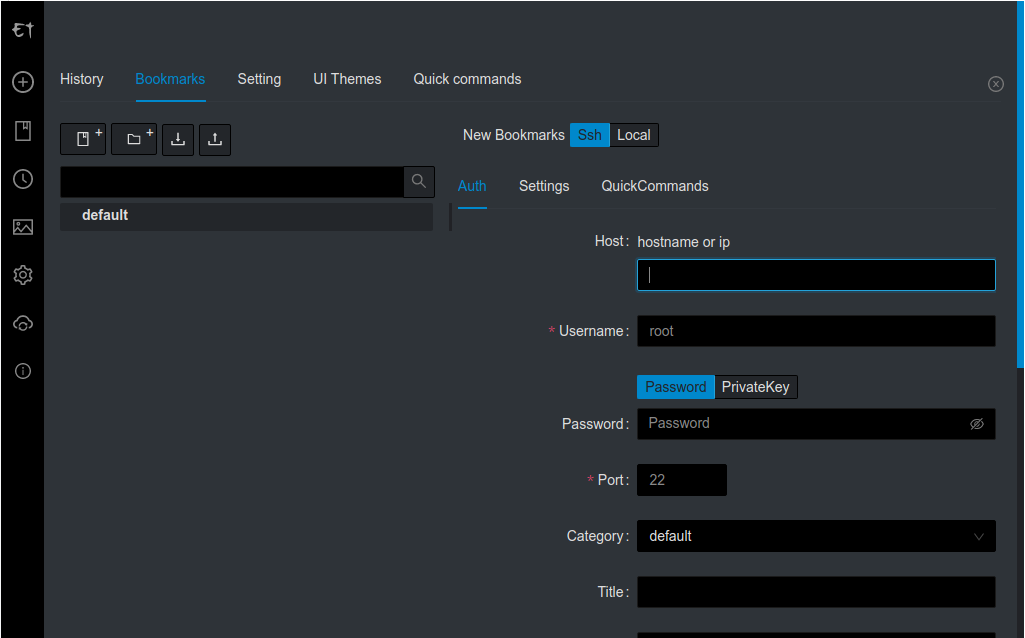 History Bookmarks Setting UI Themes Quick commands
New Bookmarks Ssh Local
default
Auth Settings QuickCommands
Host: hostname or ip
* Username: root
Password PrivateKey
Password: Password
* Port: 22
Category: default
Title: